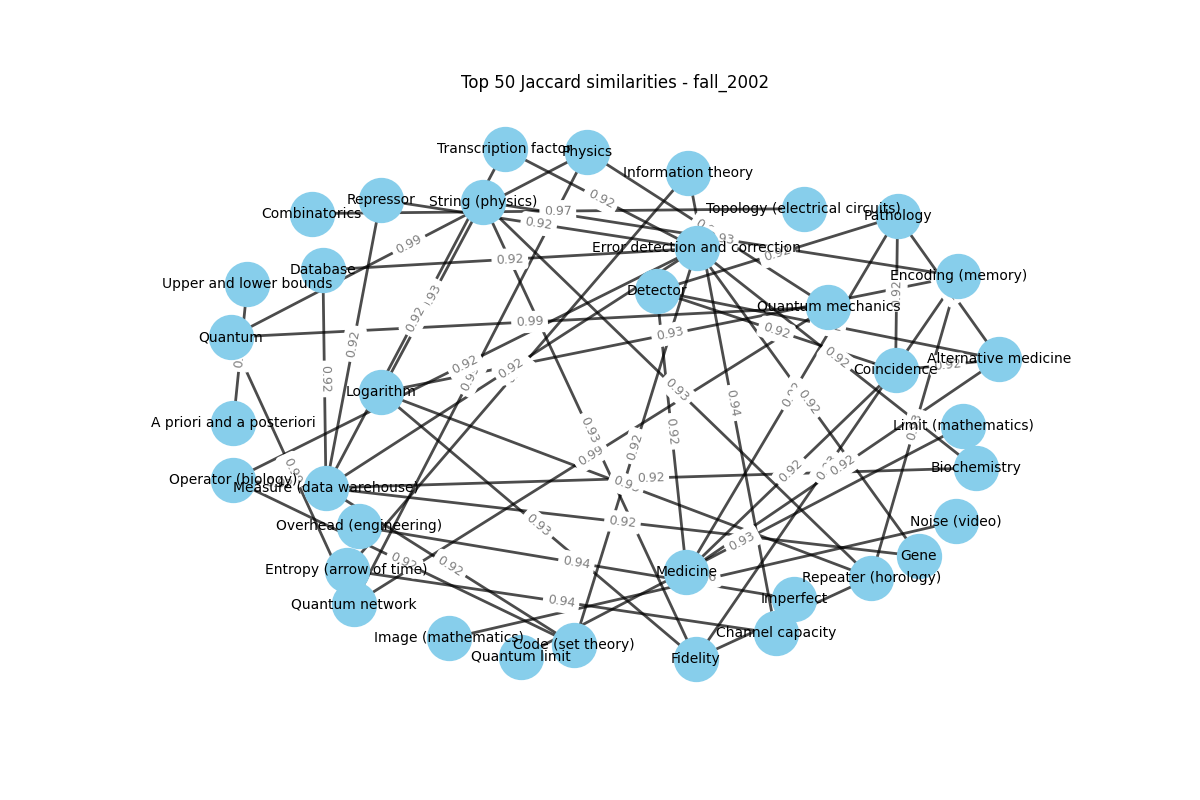 Top 50 Jaccard similarities - fall_2002
Transcription factor
Physics
Information theory
Repressor
String (physics)
Combinatorics
Topology (electrical circuits)
Pathology
0.92
0.97
0.92
0.99
Error detection and correction
0.92
0.92
Database
Upper and lower bounds
Encoding (memory)
Detector
0.92
Quantum mechanics
Quantum
0.99
0.92
0.93
0.92
0.92
0.92
Alternative medicine
Coincidence
0.92
0.92
0.92
0.92
Logarithm
0.93
0.92
0.94
A priori and a posteriori
Limit (mathematics)
0.93
0.92
0.92
0.99
Biochemistry
0.92
0.92
0.92
Operator (biology)
Measure (data warehouse)
Overhead (engineering)
0.93
0.92
Noise (video)
0.93
Gene
0.92
0.92
0.94
Entropy (arrow of time)
Medicine
Repeater (horology)
Quantum network
0.94
Imperfect
Channel capacity
Image (mathematics)
Code (set theory)
Quantum limit
Fidelity